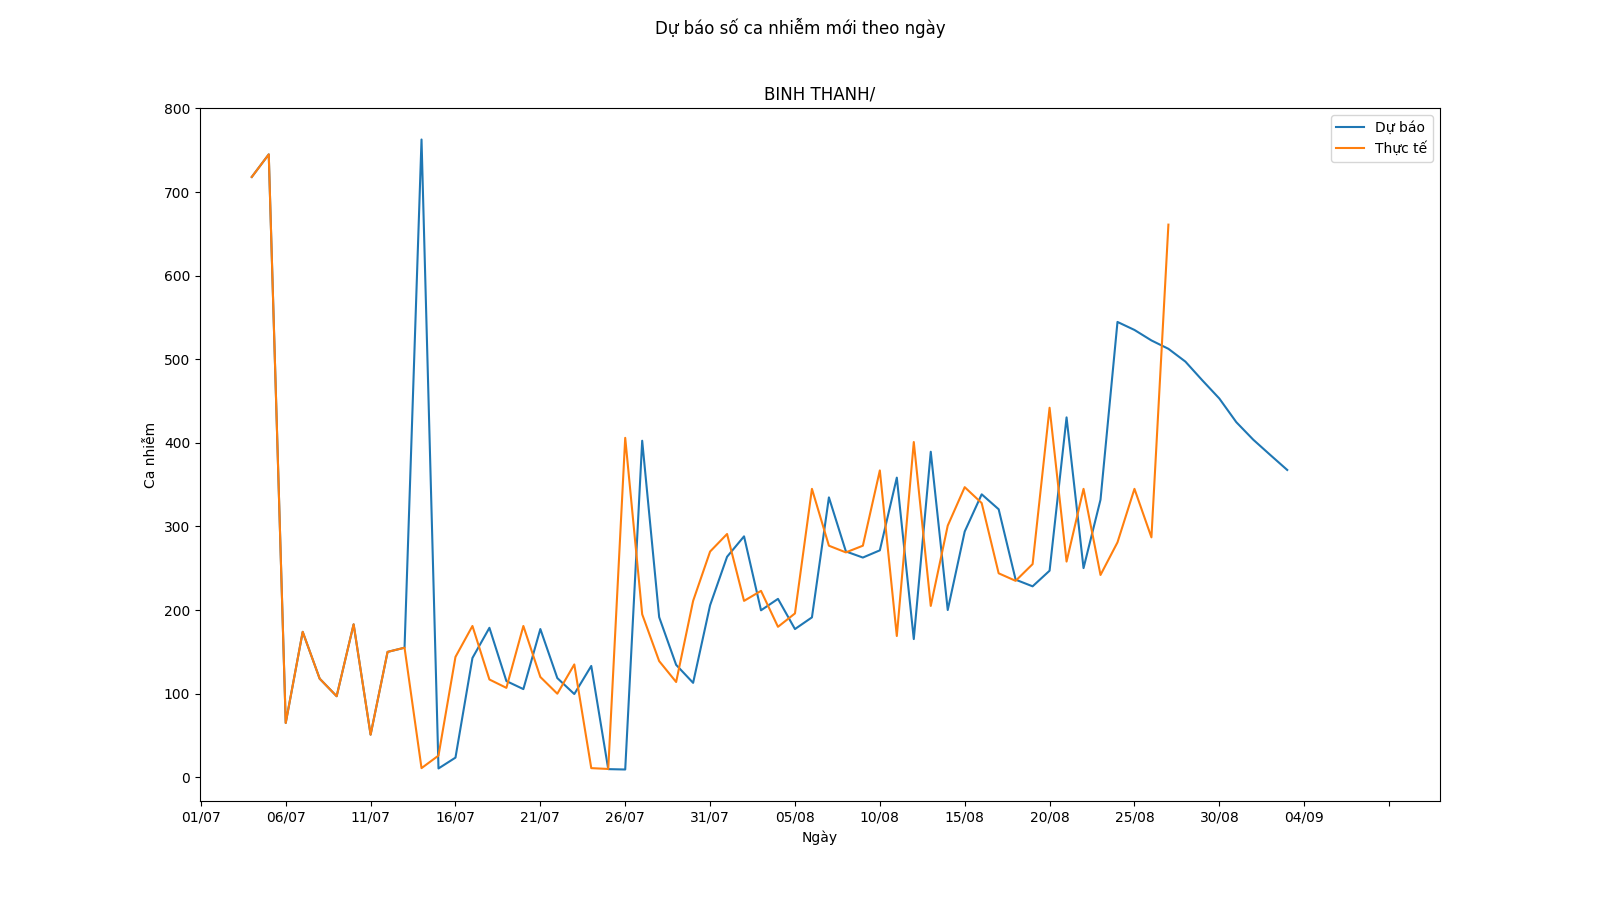 Dự báo số ca nhiễm mới theo ngày
BINH THANH/
Dự báo
Thực tế
800
700
600
500
400
300
200
100
0
Ca nhiễm
01/07 06/07 11/07 16/07 21/07 26/07 31/07 05/08 10/08 15/08 20/08 25/08 30/08 04/09
Ngày